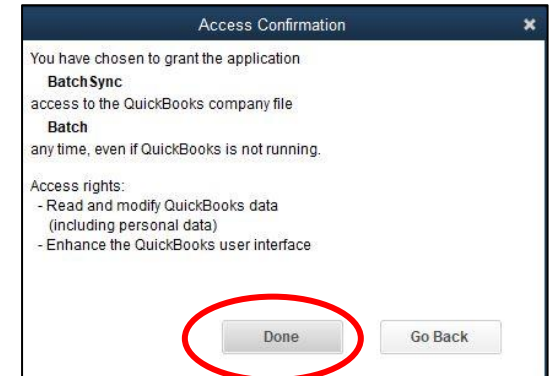 Access Confirmation
You have chosen to grant the application
BatchSync
access to the QuickBooks company file
Batch
any time, even if QuickBooks is not running.
Access rights:
- Read and modify QuickBooks data
(including personal data)
- Enhance the QuickBooks user interface
Done
Go Back